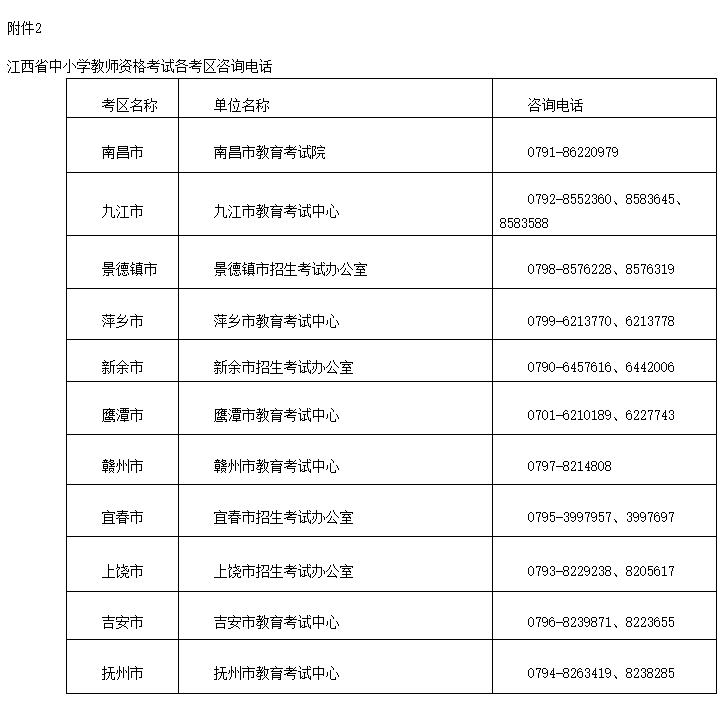 附件2
江西省中小学教师资格考试各考区咨询电话
考区名称 单位名称 咨询电话
南昌市 南昌市教育考试院 0791-86220979
九江市 九江市教育考试中心 0792-8552360、8583645、
8583588
景德镇市 景德镇市招生考试办公室 0798-8576228、8576319
萍乡市 萍乡市教育考试中心 0799-6213770、6213778
新余市 新余市招生考试办公室 0790-6457616、6442006
鹰潭市 鹰潭市教育考试中心 0701-6210189、6227743
赣州市 赣州市教育考试中心 0797-8214808
宜春市 宜春市招生考试办公室 0795-3997957、3997697
上饶市 上饶市招生考试办公室 0793-8229238、8205617
吉安市 吉安市教育考试中心 0796-8239871、8223655
抚州市 抚州市教育考试中心 0794-8263419、8238285